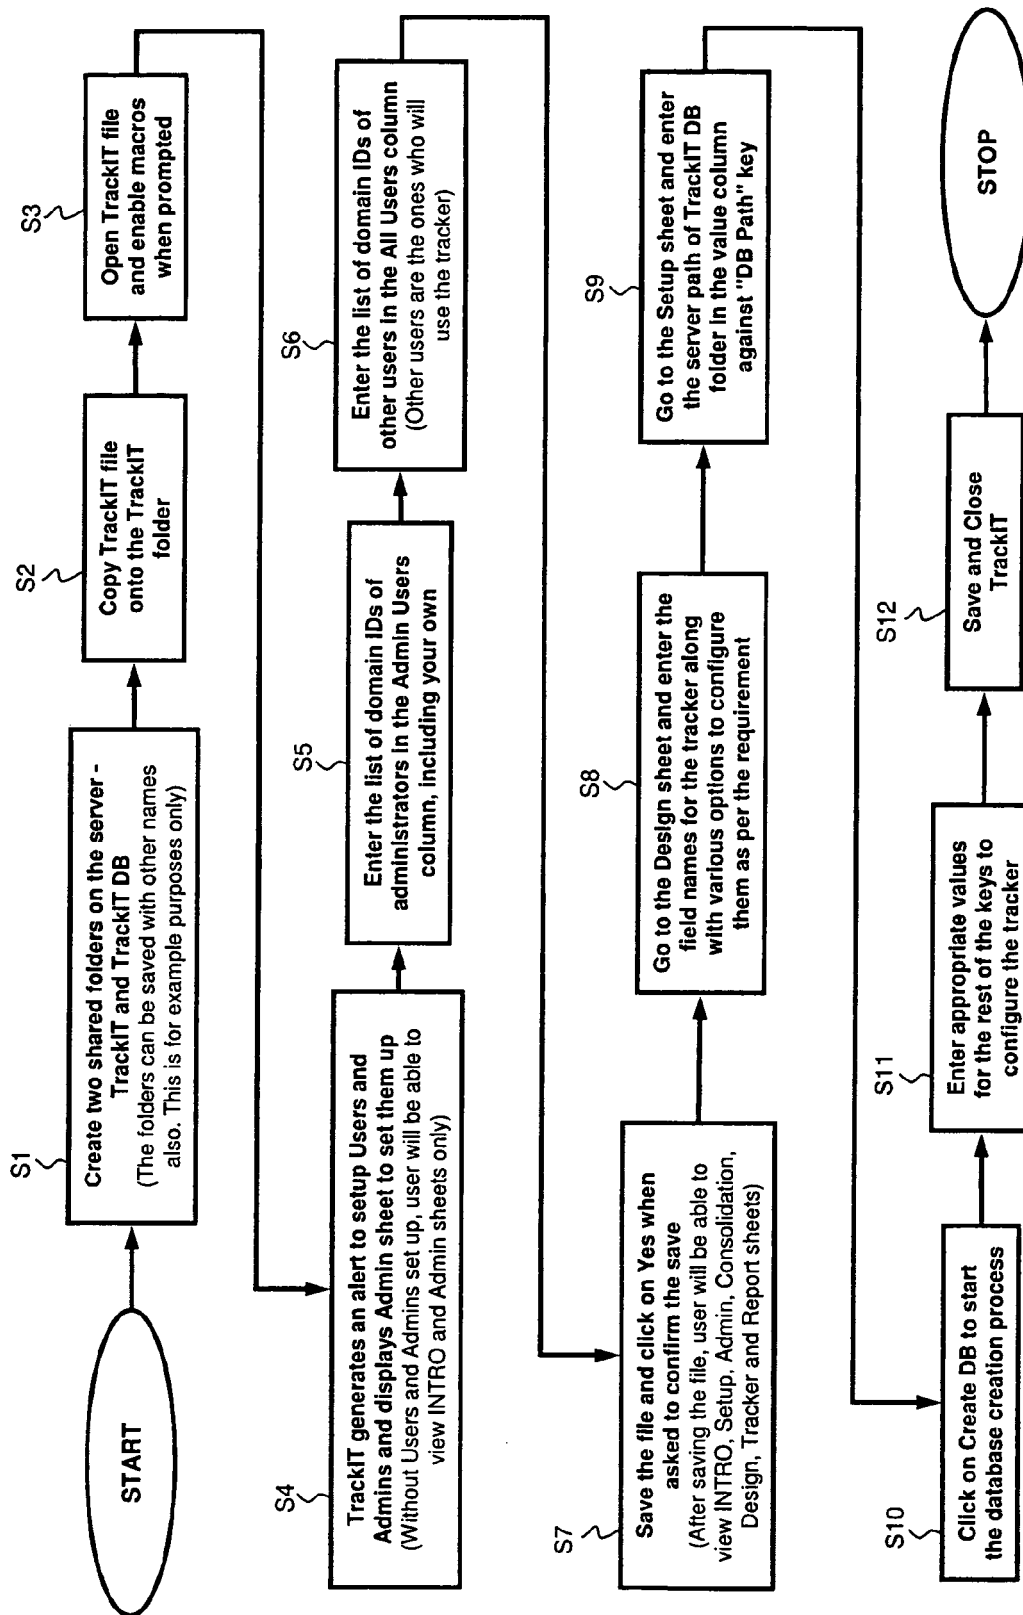 START
S1
Create two shared folders on the server -
TrackIT and TrackIT DB
(The folders can be saved with other names
also. This is for example purposes only)
S2
Copy TrackIT file
onto the TrackIT
folder
S3
Open TrackIT file
and enable macros
when prompted
S4
TrackIT generates an alert to setup Users and
Admins and displays Admin sheet to set them up
(Without Users and Admins set up, user will be able to
view INTRO and Admin sheets only)
S5
Enter the list of domain IDs of
administrators in the Admin Users
column, including your own
S6
Enter the list of domain IDs of
other users in the All Users column
(Other users are the ones who will
use the tracker)
S7
Save the file and click on Yes when
asked to confirm the save
(After saving the file, user will be able to
view INTRO, Setup, Admin, Consolidation,
Design, Tracker and Report sheets)
S8
Go to the Design sheet and enter the
field names for the tracker along
with various options to configure
them as per the requirement
S9
Go to the Setup sheet and enter
the server path of TrackIT DB
folder in the value column
against "DB Path" key
S10
Click on Create DB to start
the database creation process
S11
Enter appropriate values
for the rest of the keys to
configure the tracker
S12
Save and Close
TrackIT
STOP